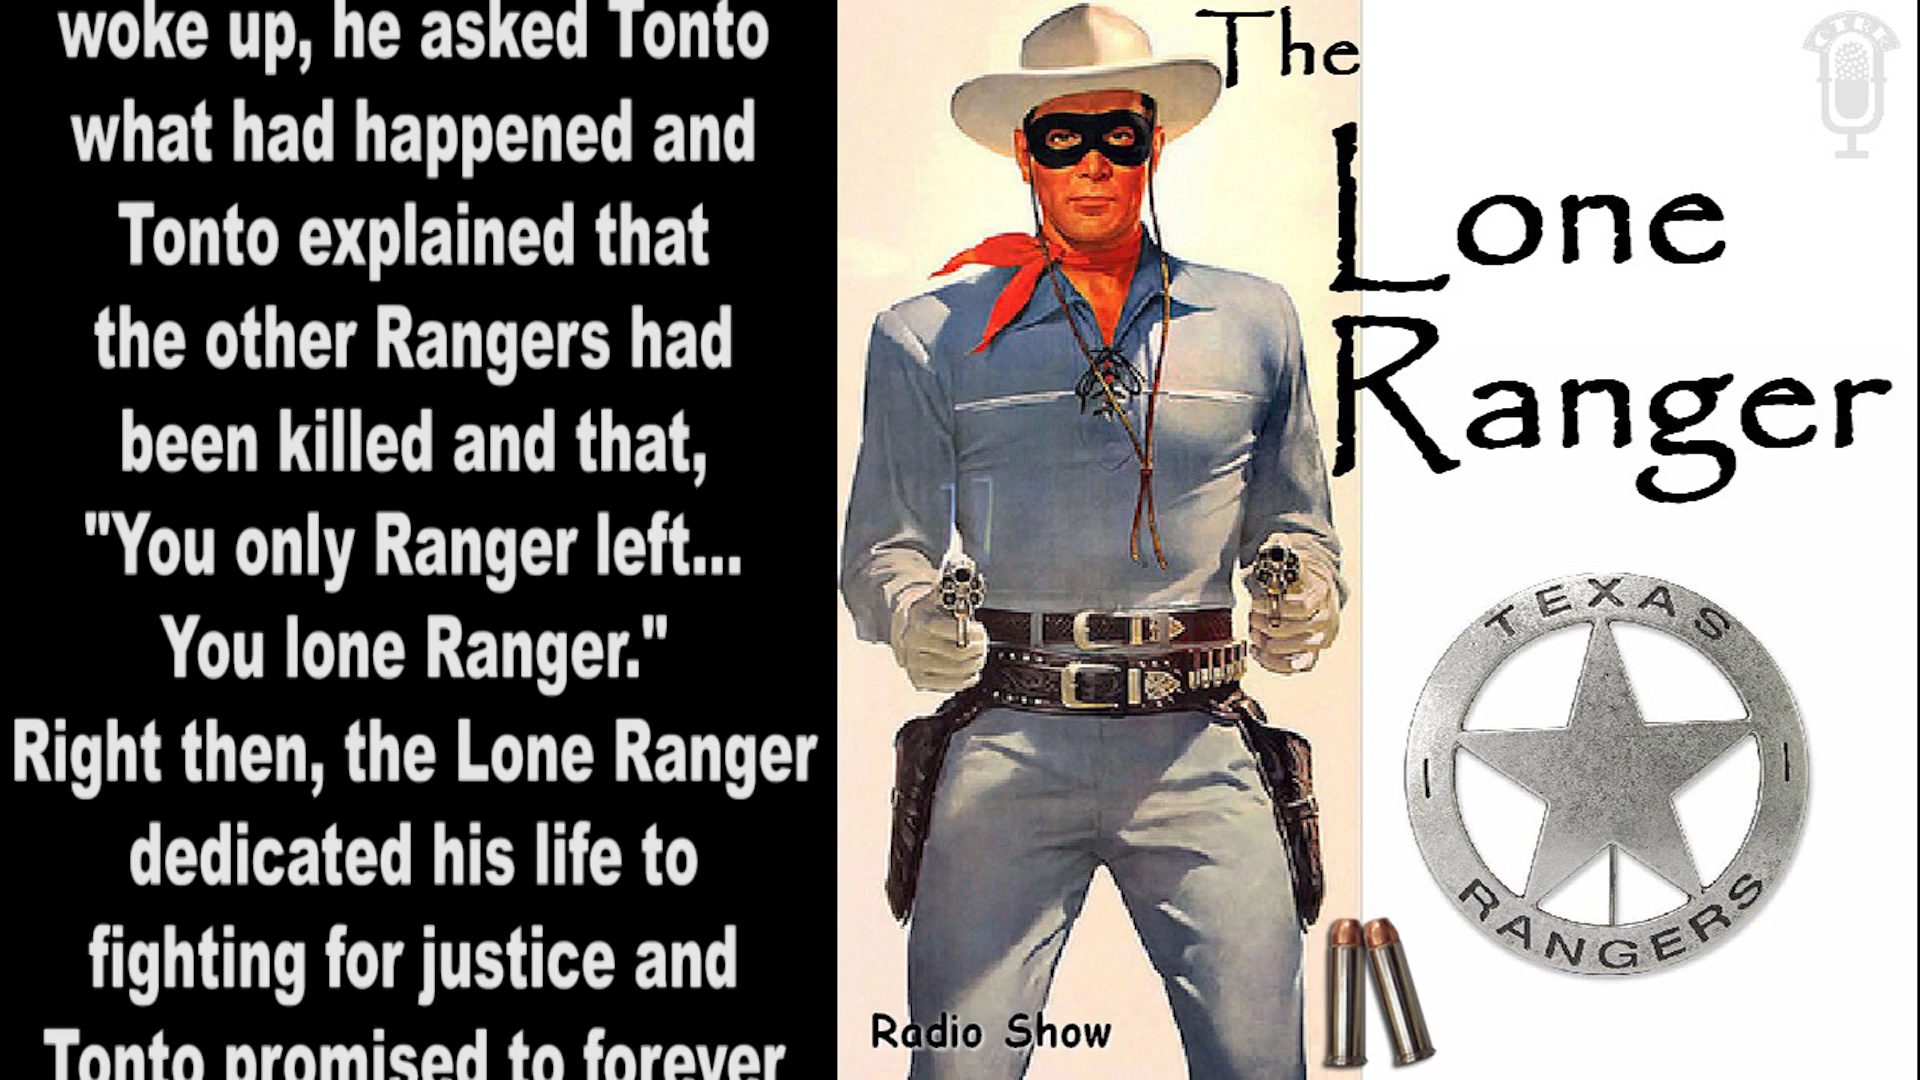 woke up, he asked Tonto
what had happened and
Tonto explained that
the other Rangers had
been killed and that,
"You only Ranger left...
You lone Ranger."
Right then, the Lone Ranger
dedicated his life to
fighting for justice and
Tonto promised to forever
The
Lone
Ranger
TEXAS
RANGERS
Radio Show